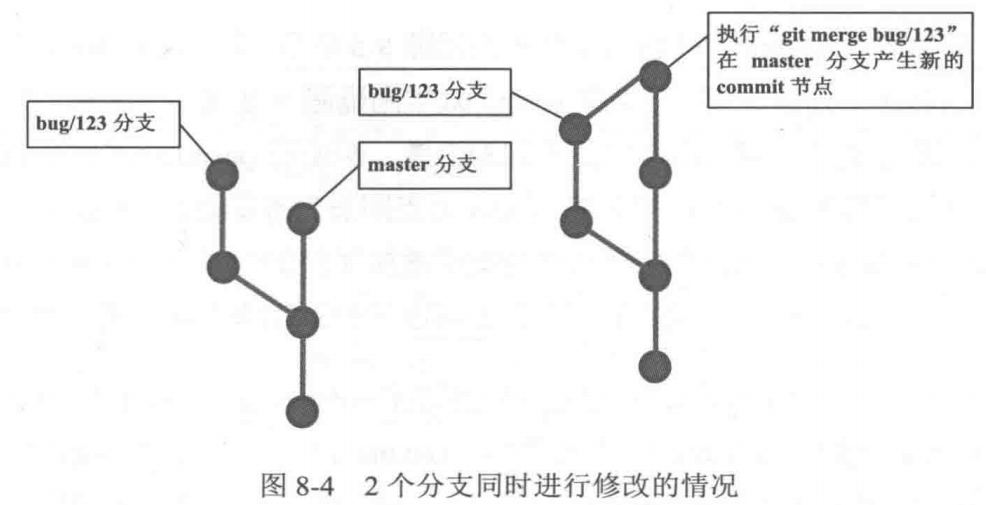 bug/123 分支
master 分支
bug/123 分支
执行“git merge bug/123”
在 master 分支产生新的
commit 节点
图 8-4 2 个分支同时进行修改的情况